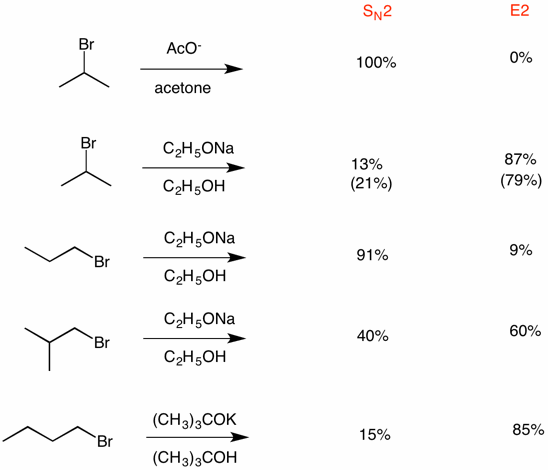 SN2 E2
Br
AcO-
acetone
100% 0%
Br
C2H5ONa
C2H5OH
13% 87%
(21%) (79%)
Br
C2H5ONa
C2H5OH
91% 9%
Br
C2H5ONa
C2H5OH
40% 60%
Br
(CH3)3COK
(CH3)3COH
15% 85%